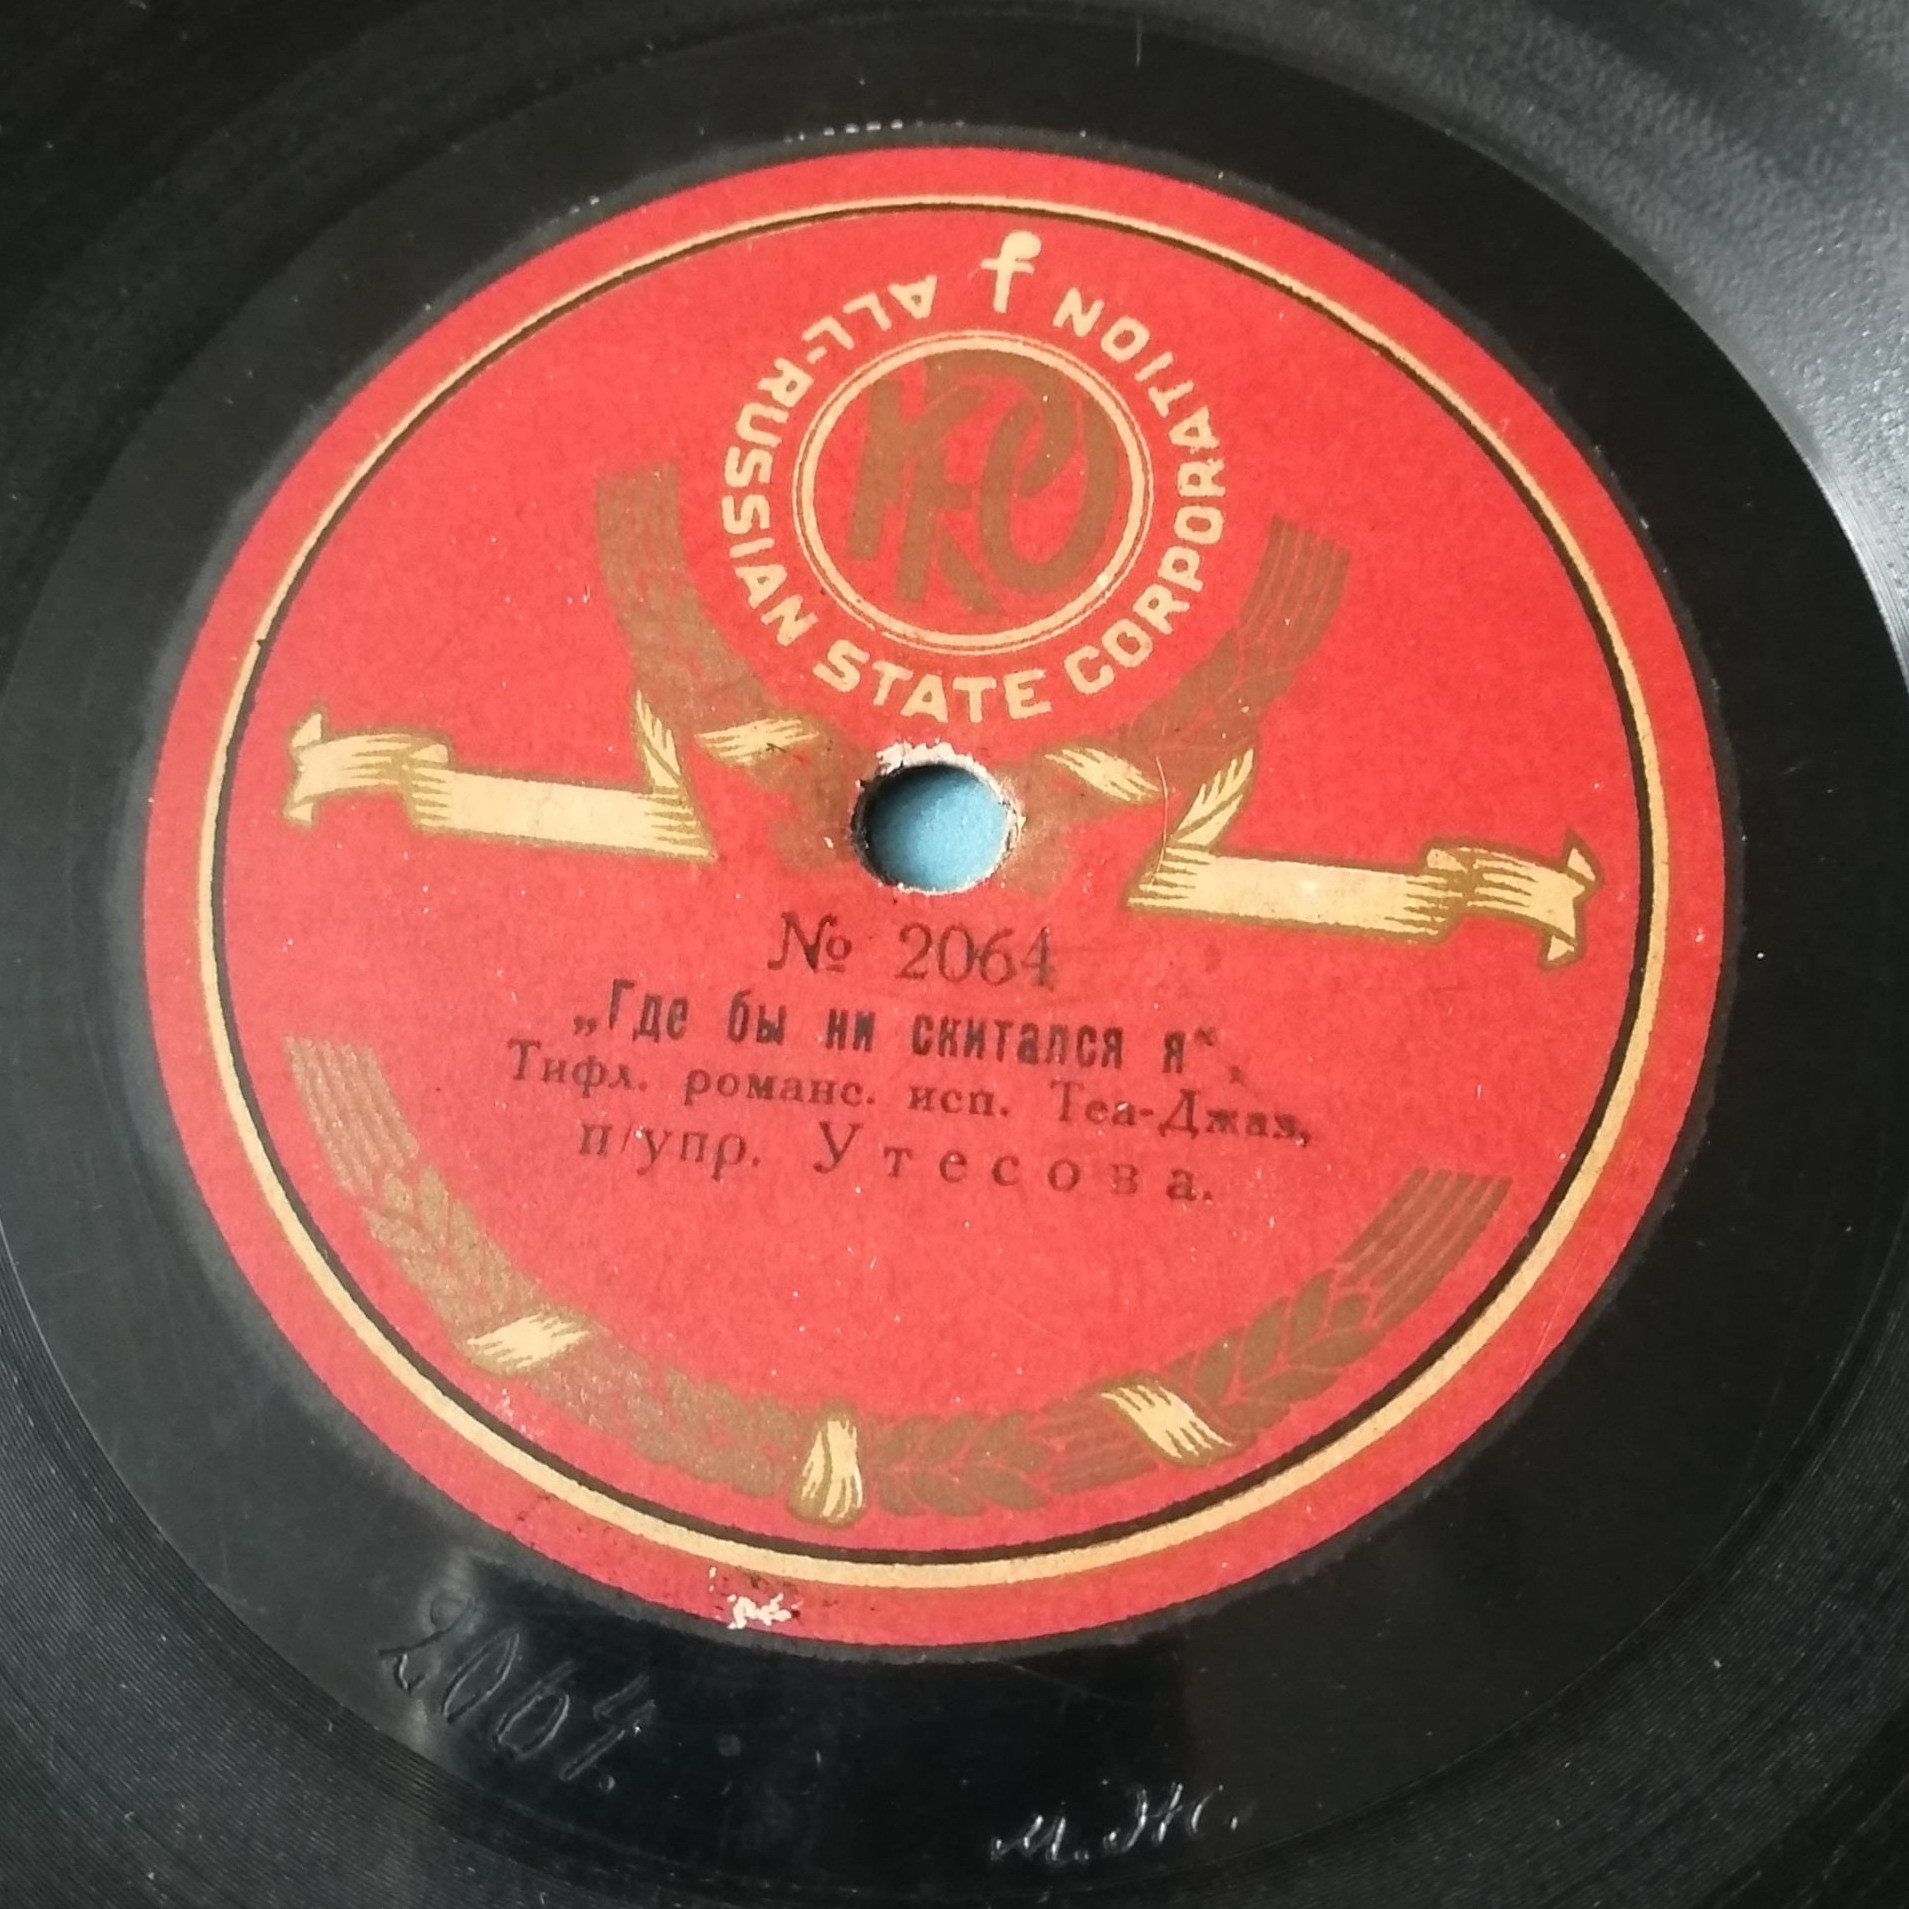 ALL-RUSSIAN STATE CORPORATION
№ 2064
„Где бы ни скитался я“,
Тифл. романс. исп. Теа-Джаз,
п/упр. Утесова.
2064.
м.Ж.